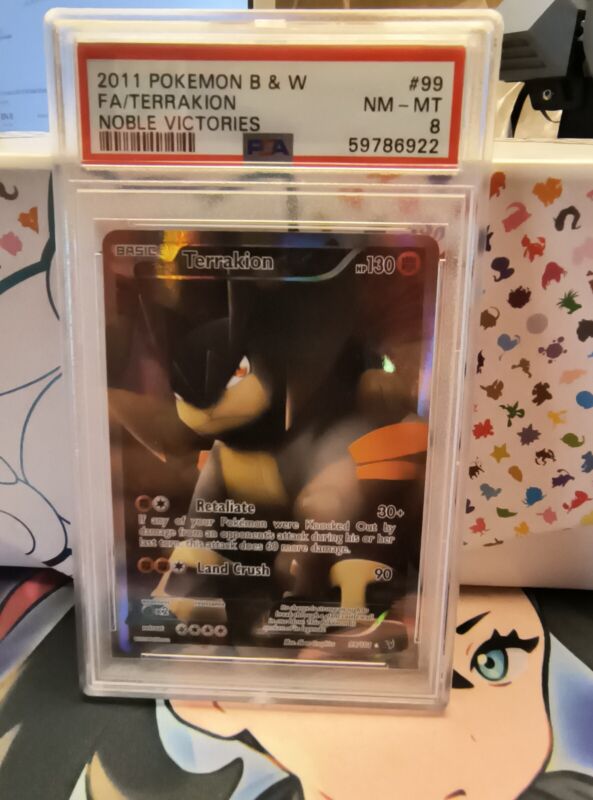 2011 POKEMON B & W #99
FA/TERRAKION NM - MT
NOBLE VICTORIES 8
PSA 59786922
BASIC Terrakion HP130
Retaliate 30+
If any of your Pokémon were Knocked Out by
damage from an opponent's attack during his or her
last turn, this attack does 60 more damage.
Land Crush 90
99/101